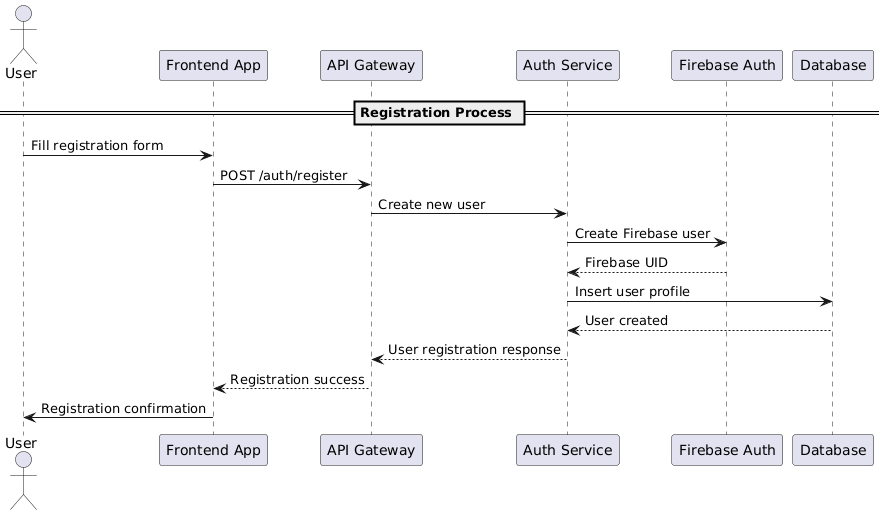 User
Frontend App
API Gateway
Auth Service
Firebase Auth
Database
Registration Process
Fill registration form
POST /auth/register
Create new user
Create Firebase user
Firebase UID
Insert user profile
User created
User registration response
Registration success
Registration confirmation
User
Frontend App
API Gateway
Auth Service
Firebase Auth
Database